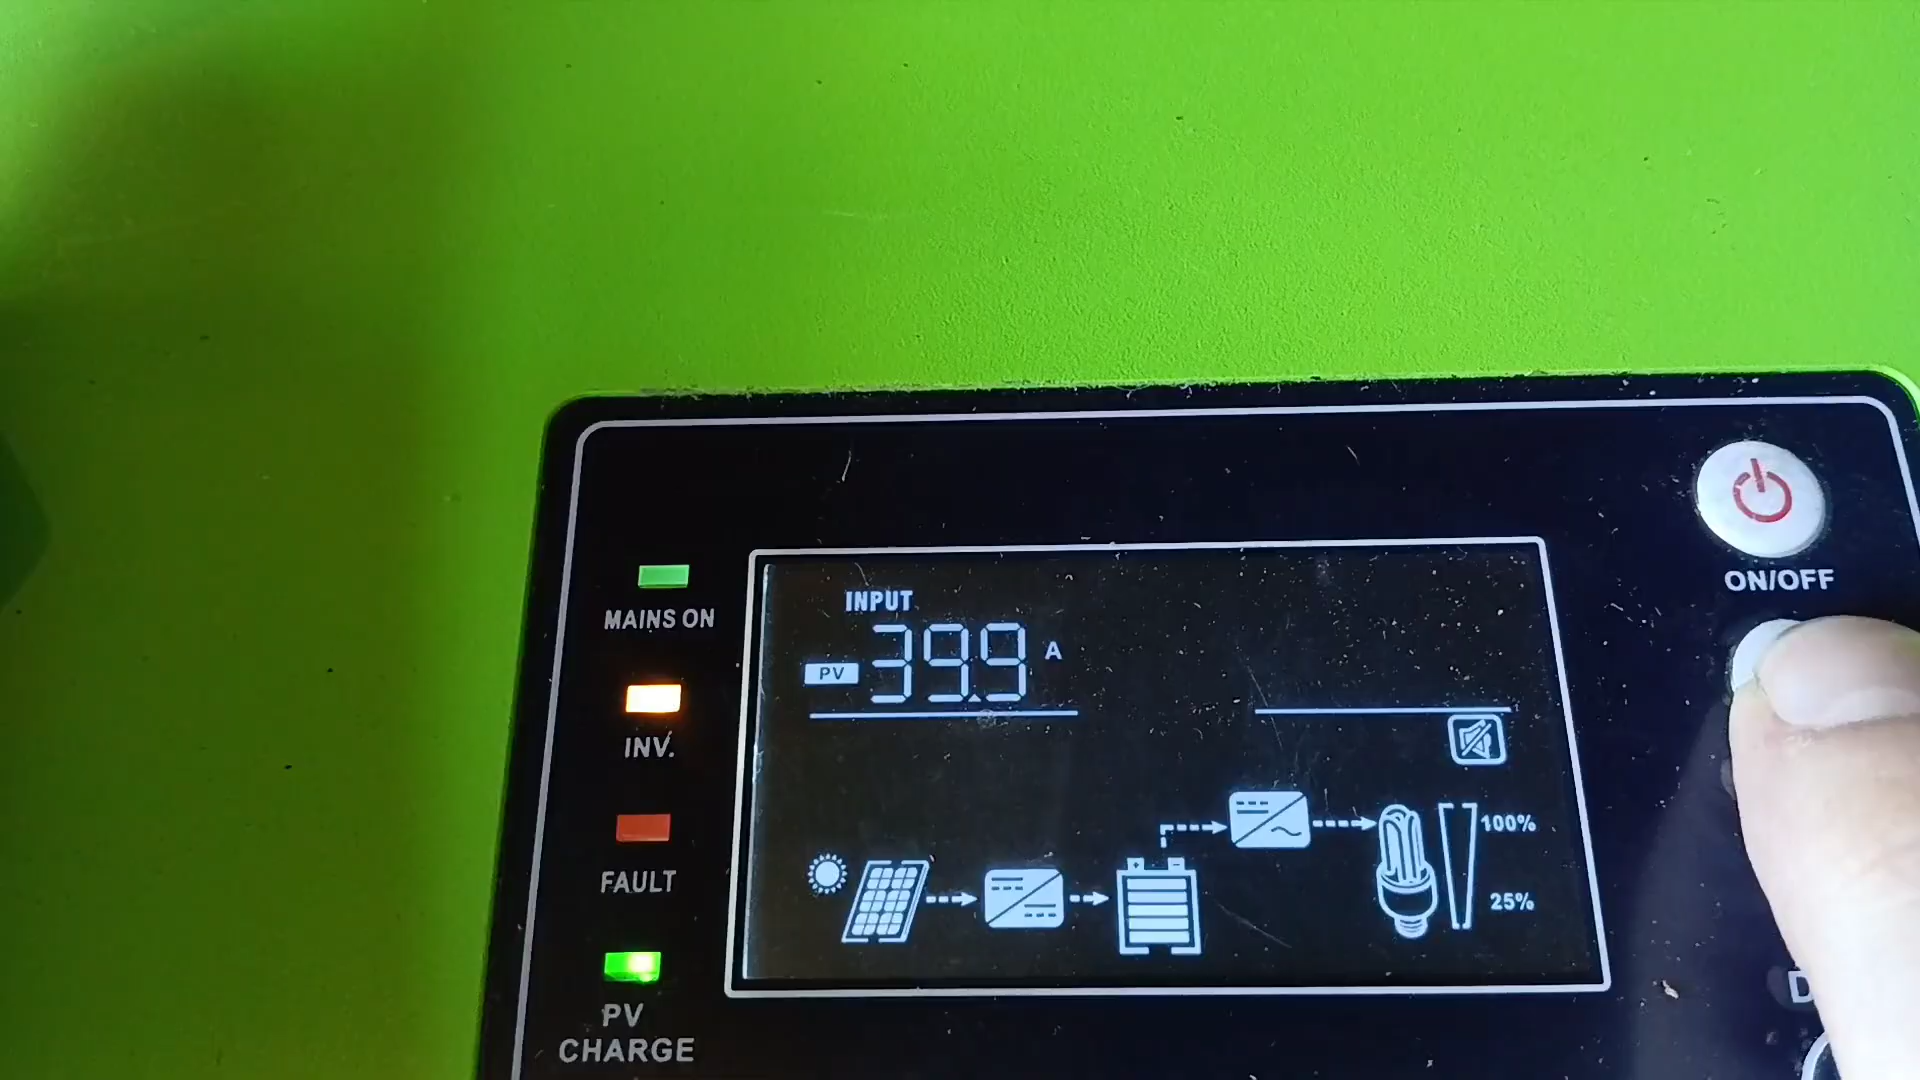 ON/OFF
MAINS ON
INV.
FAULT
PV
CHARGE
INPUT
PV 39.9 A
100%
25%